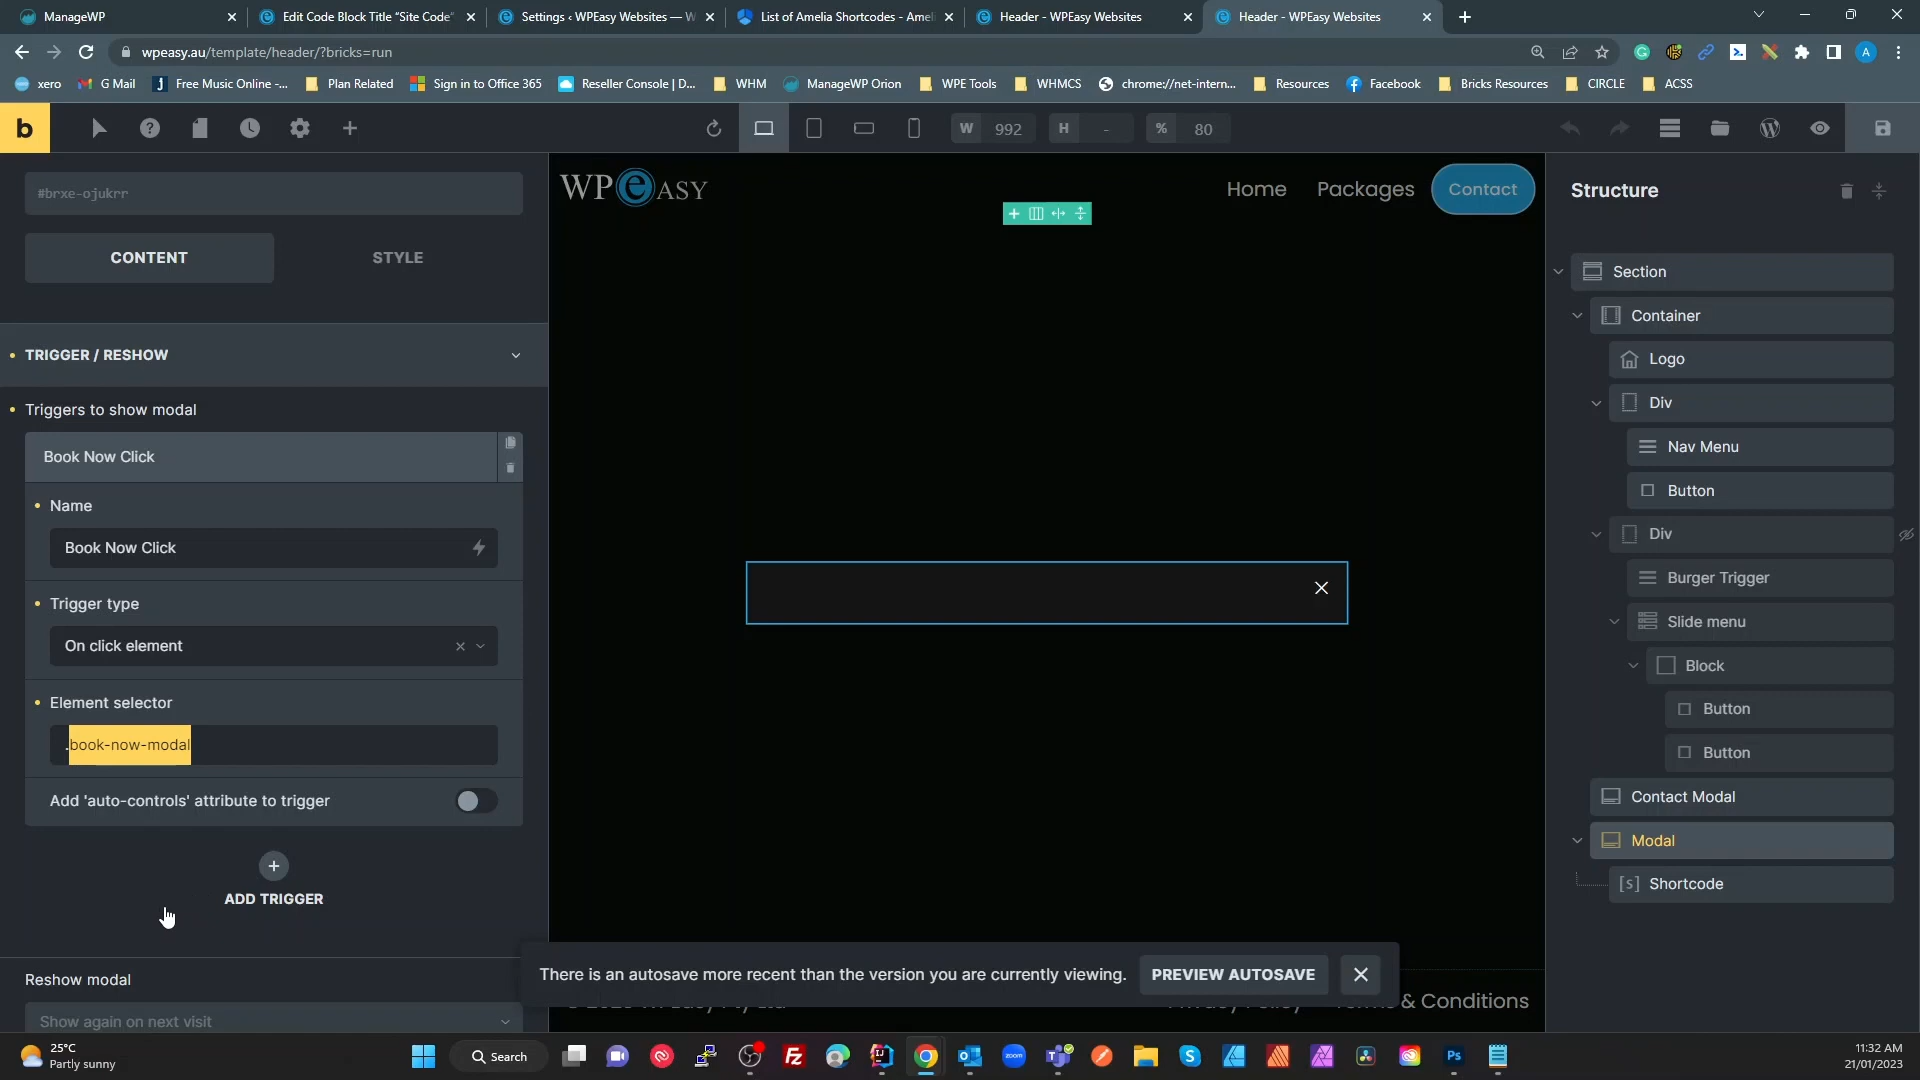 ManageWP
Edit Code Block Title "Site Code"
Settings ‹ WPEasy Websites — W
List of Amelia Shortcodes - Ameli
Header - WPEasy Websites
Header - WPEasy Websites
wpeasy.au/template/header/?bricks=run
xero
G Mail
Free Music Online -...
Plan Related
Sign in to Office 365
Reseller Console | D...
WHM
ManageWP Orion
WPE Tools
WHMCS
chrome://net-intern...
Resources
Facebook
Bricks Resources
CIRCLE
ACSS
b
W 992
H -
% 80
#brxe-ojukrr
CONTENT
STYLE
TRIGGER / RESHOW
Triggers to show modal
Book Now Click
Name
Book Now Click
Trigger type
On click element
Element selector
.book-now-modal
Add 'auto-controls' attribute to trigger
ADD TRIGGER
Reshow modal
Show again on next visit
WPeASY
Home
Packages
Contact
There is an autosave more recent than the version you are currently viewing.
PREVIEW AUTOSAVE
& Conditions
Structure
Section
Container
Logo
Div
Nav Menu
Button
Div
Burger Trigger
Slide menu
Block
Button
Button
Contact Modal
Modal
[s] Shortcode
25°C
Partly sunny
Search
zoom
Ps
11:32 AM
21/01/2023